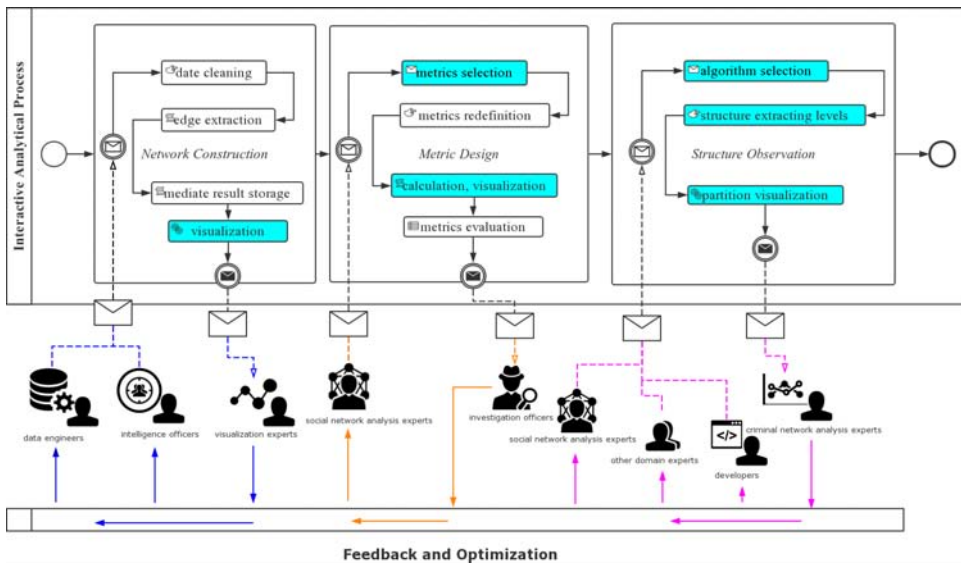 Interactive Analytical Process
date cleaning
edge extraction
Network Construction
mediate result storage
visualization
metrics selection
metrics redefinition
Metric Design
calculation, visualization
metrics evaluation
algorithm selection
structure extracting levels
Structure Observation
partition visualization
data engineers
intelligence officers
visualization experts
social network analysis experts
investigation officers
social network analysis experts
other domain experts
</>
developers
criminal network analysis experts
Feedback and Optimization